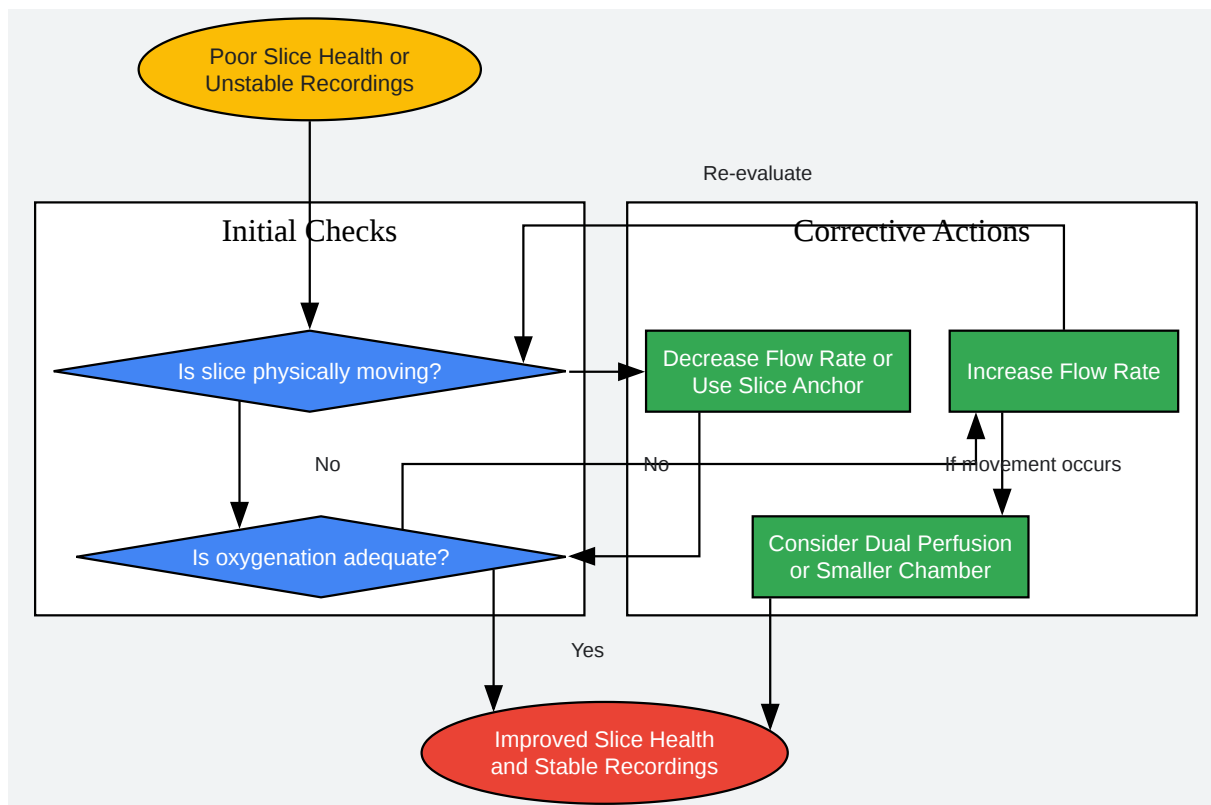 Poor Slice Health or
Unstable Recordings
Re-evaluate
Initial Checks
Corrective Actions
Is slice physically moving?
Decrease Flow Rate or
Use Slice Anchor
Increase Flow Rate
No
No
If movement occurs
Is oxygenation adequate?
Consider Dual Perfusion
or Smaller Chamber
Yes
Improved Slice Health
and Stable Recordings